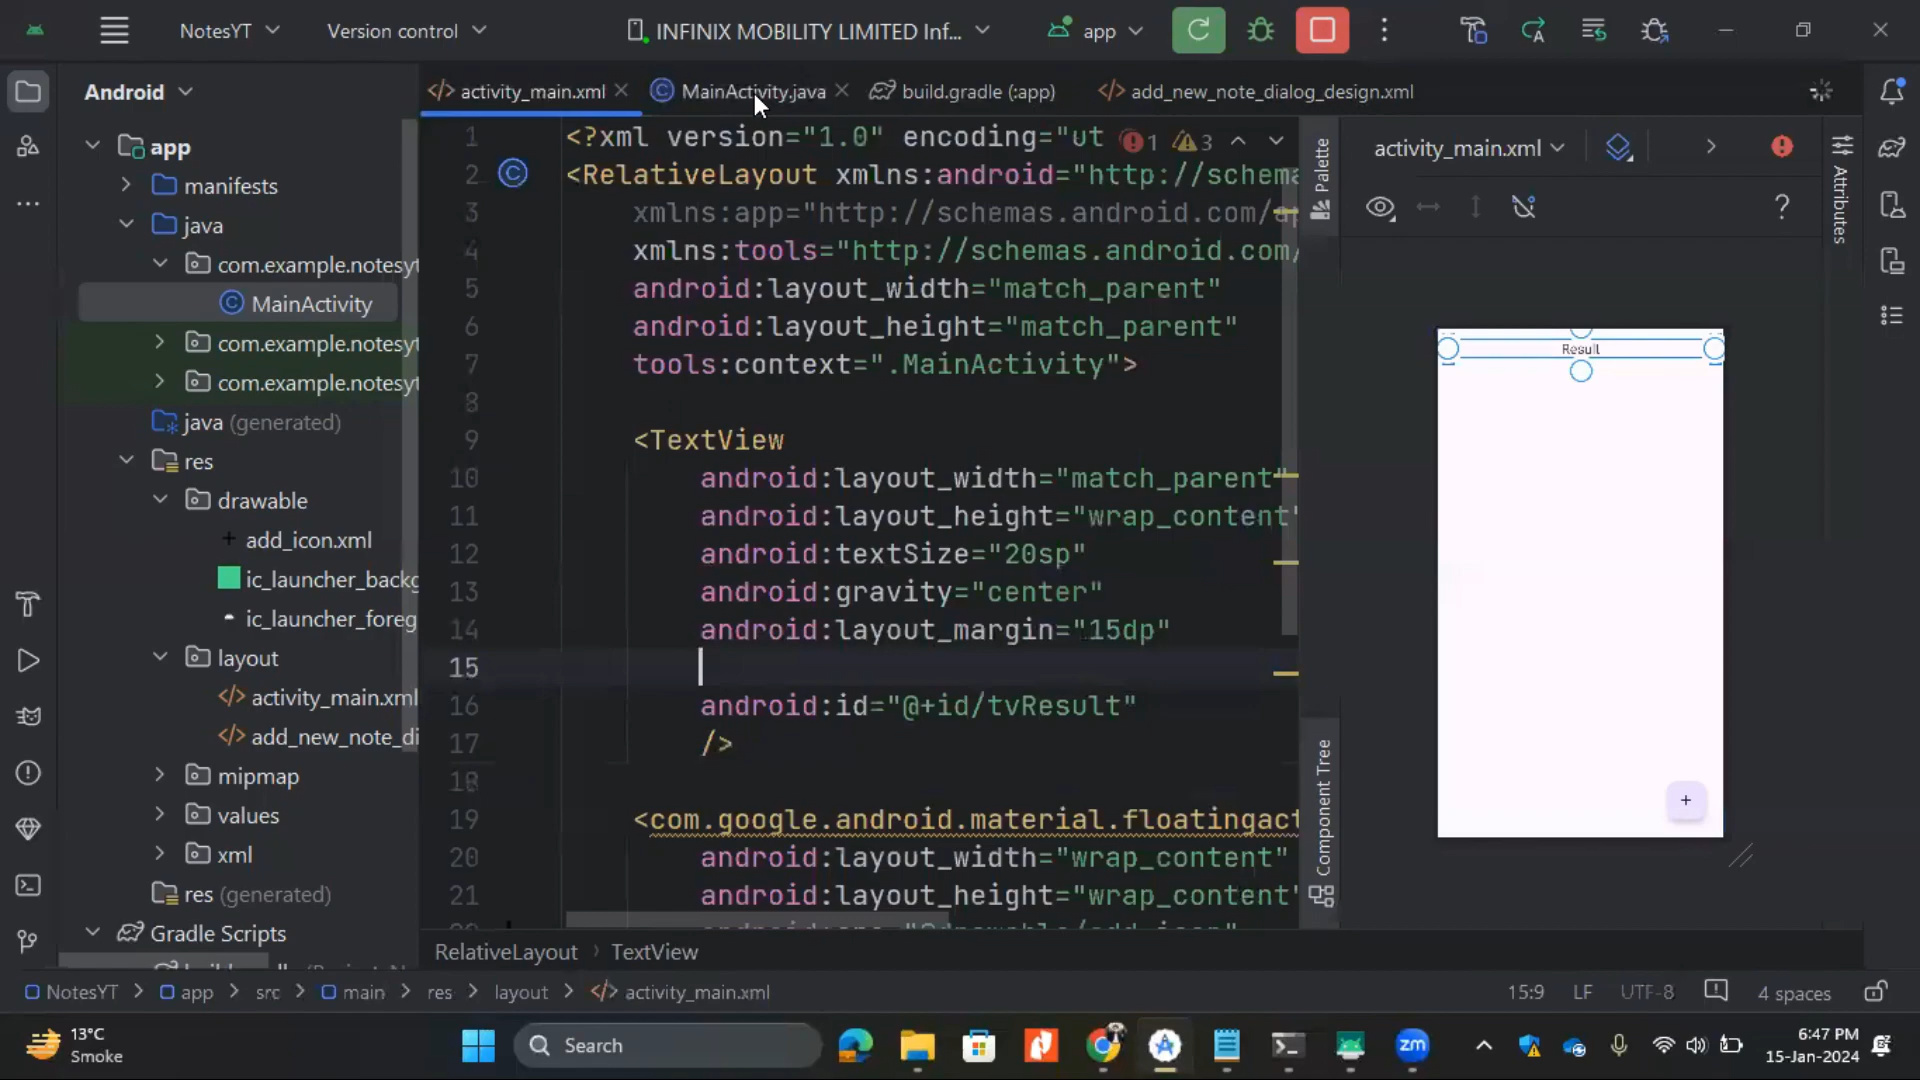 NotesYT
Version control
INFINIX MOBILITY LIMITED Inf...
app
Android
activity_main.xml
MainActivity.java
build.gradle (:app)
add_new_note_dialog_design.xml
app
manifests
java
com.example.notesyt
MainActivity
com.example.notesyt
com.example.notesyt
java (generated)
res
drawable
add_icon.xml
ic_launcher_backg
ic_launcher_foreg
layout
activity_main.xml
add_new_note_di
mipmap
values
xml
res (generated)
Gradle Scripts
1 <?xml version="1.0" encoding="ut
1 3
2 <RelativeLayout xmlns:android="http://schema
3 xmlns:app="http://schemas.android.com/ap
4 xmlns:tools="http://schemas.android.com/
5 android:layout_width="match_parent"
6 android:layout_height="match_parent"
7 tools:context=".MainActivity">
8
9 <TextView
10 android:layout_width="match_parent"
11 android:layout_height="wrap_content"
12 android:textSize="20sp"
13 android:gravity="center"
14 android:layout_margin="15dp"
15
16 android:id="@+id/tvResult"
17 />
18
19 <com.google.android.material.floatingact
20 android:layout_width="wrap_content"
21 android:layout_height="wrap_content"
Palette
Component Tree
activity_main.xml
?
Attributes
Result
+
RelativeLayout > TextView
NotesYT > app > src > main > res > layout > activity_main.xml
15:9 LF UTF-8 4 spaces
13°C
Smoke
Search
zm
6:47 PM
15-Jan-2024